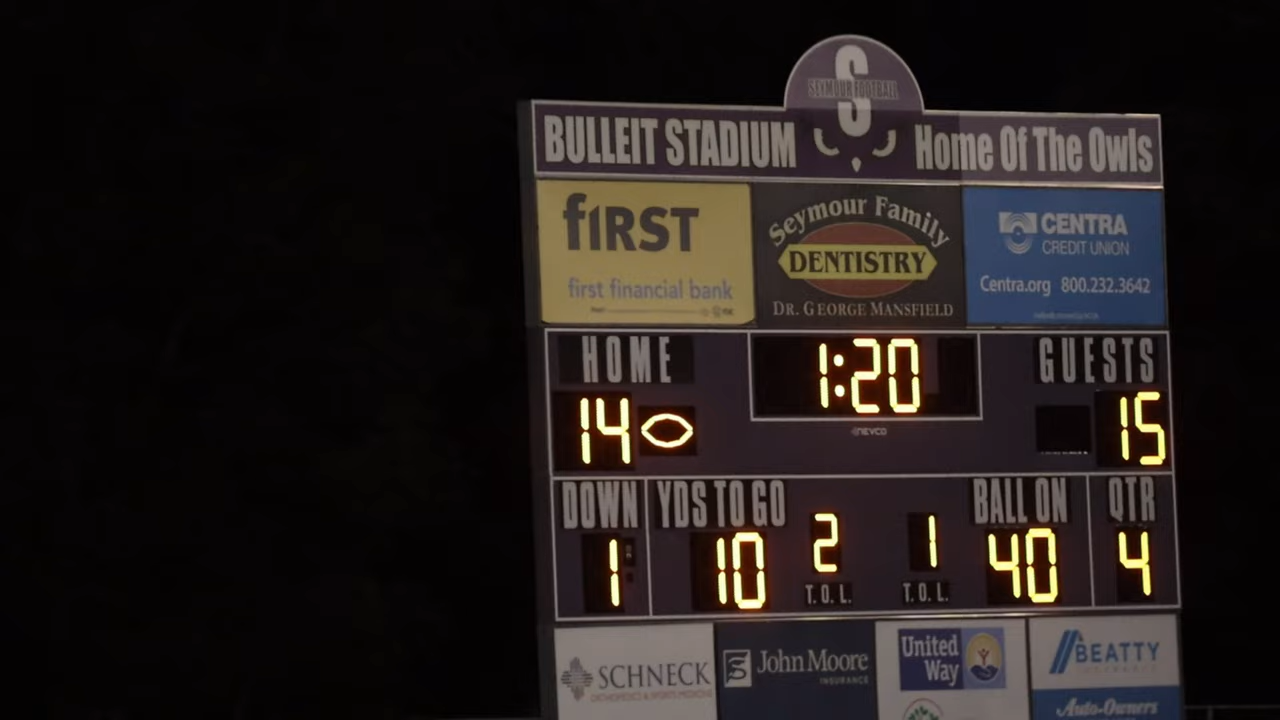 S
SEYMOUR FOOTBALL
BULLEIT STADIUM
Home Of The Owls
fiRST
first financial bank
Seymour Family
DENTISTRY
DR. GEORGE MANSFIELD
CENTRA
CREDIT UNION
Centra.org 800.232.3642
HOME
1:20
GUESTS
14
15
NEVCO
DOWN
YDS TO GO
BALL ON
QTR
1
10
2
1
40
4
T.O.L.
T.O.L.
SCHNECK
ORTHOPEDICS & SPORTS MEDICINE
S
John Moore
INSURANCE
United
Way
BEATTY
INSURANCE
Auto-Owners